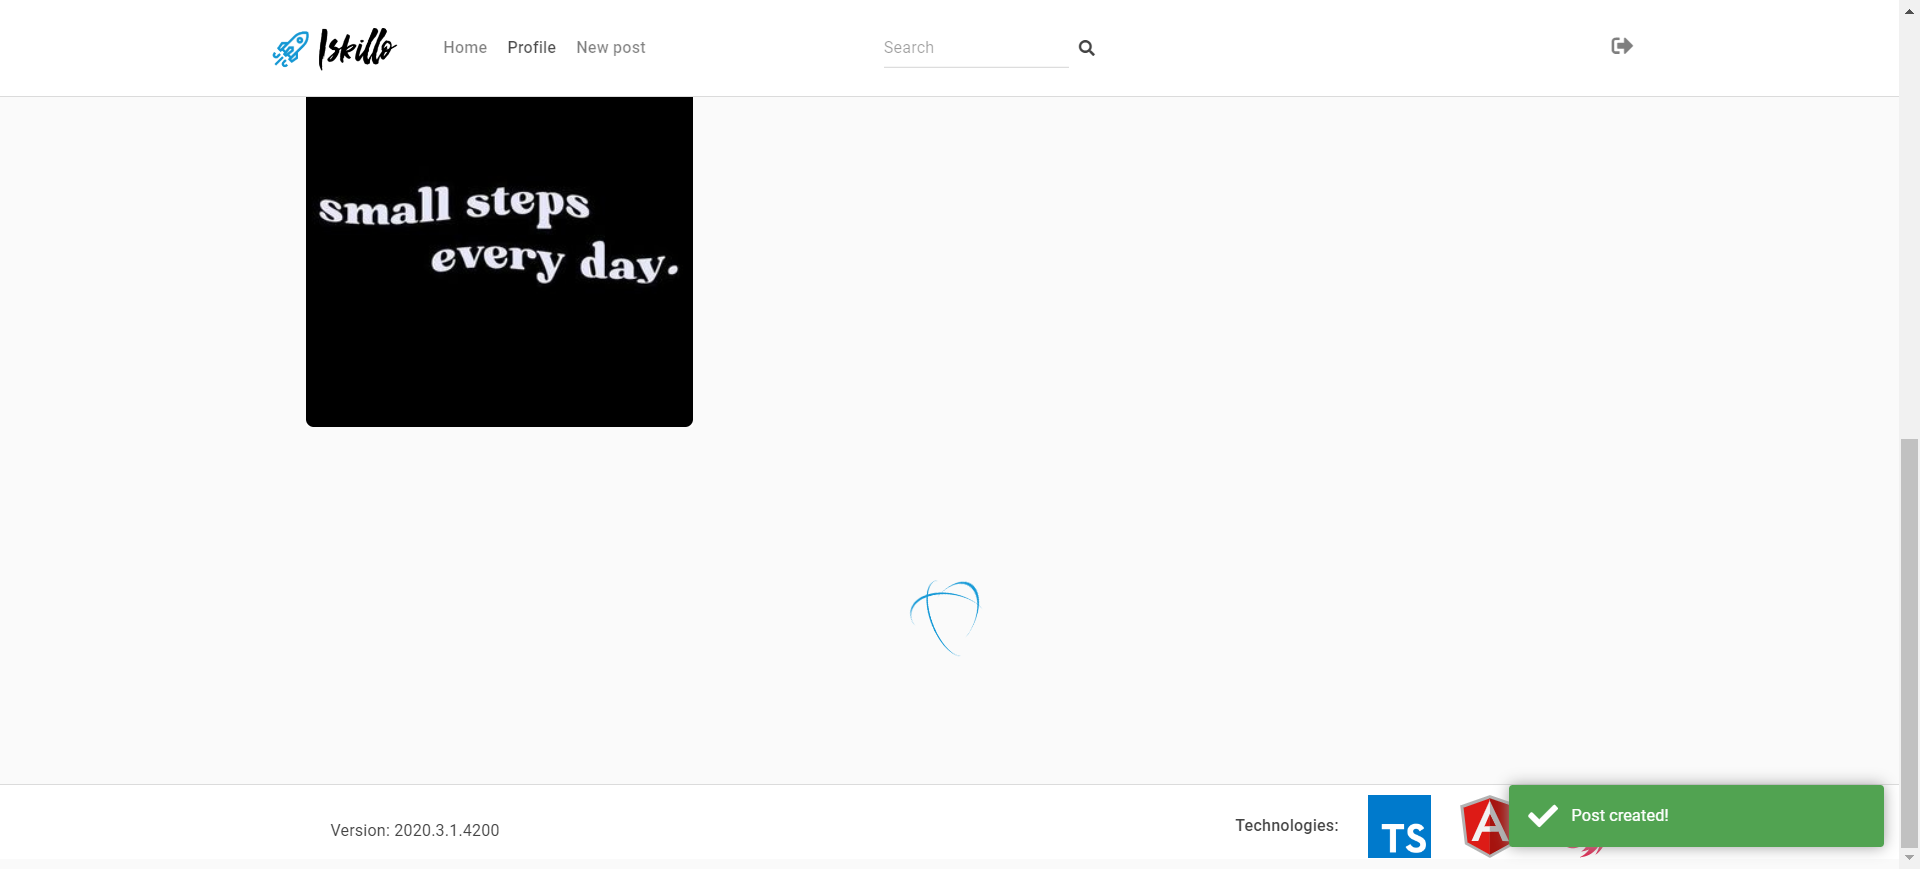 Iskillo
Home
Profile
New post
Search
small steps
every day.
Version: 2020.3.1.4200
Technologies:
TS
A
Post created!